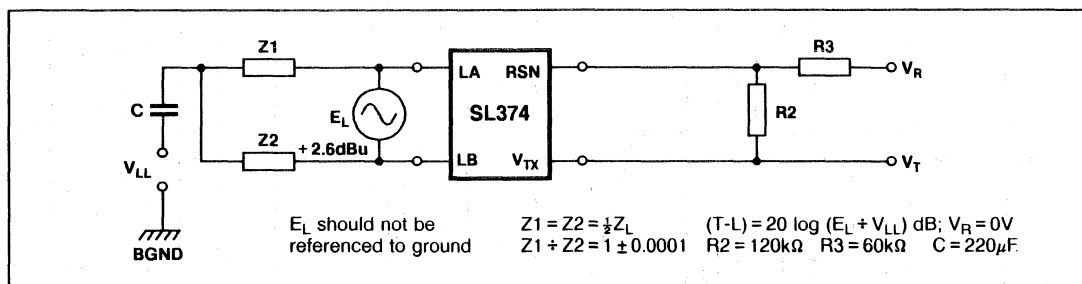 Z1
R3
LA RSN
V_R
C
E_L
SL374
R2
Z2
+2.6dBu
LB V_TX
V_T
V_LL
BGND
E_L should not be
referenced to ground
Z1 = Z2 = ½Z_L
Z1 ÷ Z2 = 1 ± 0.0001
(T-L) = 20 log (E_L ÷ V_LL) dB; V_R = 0V
R2 = 120kΩ R3 = 60kΩ C = 220μF